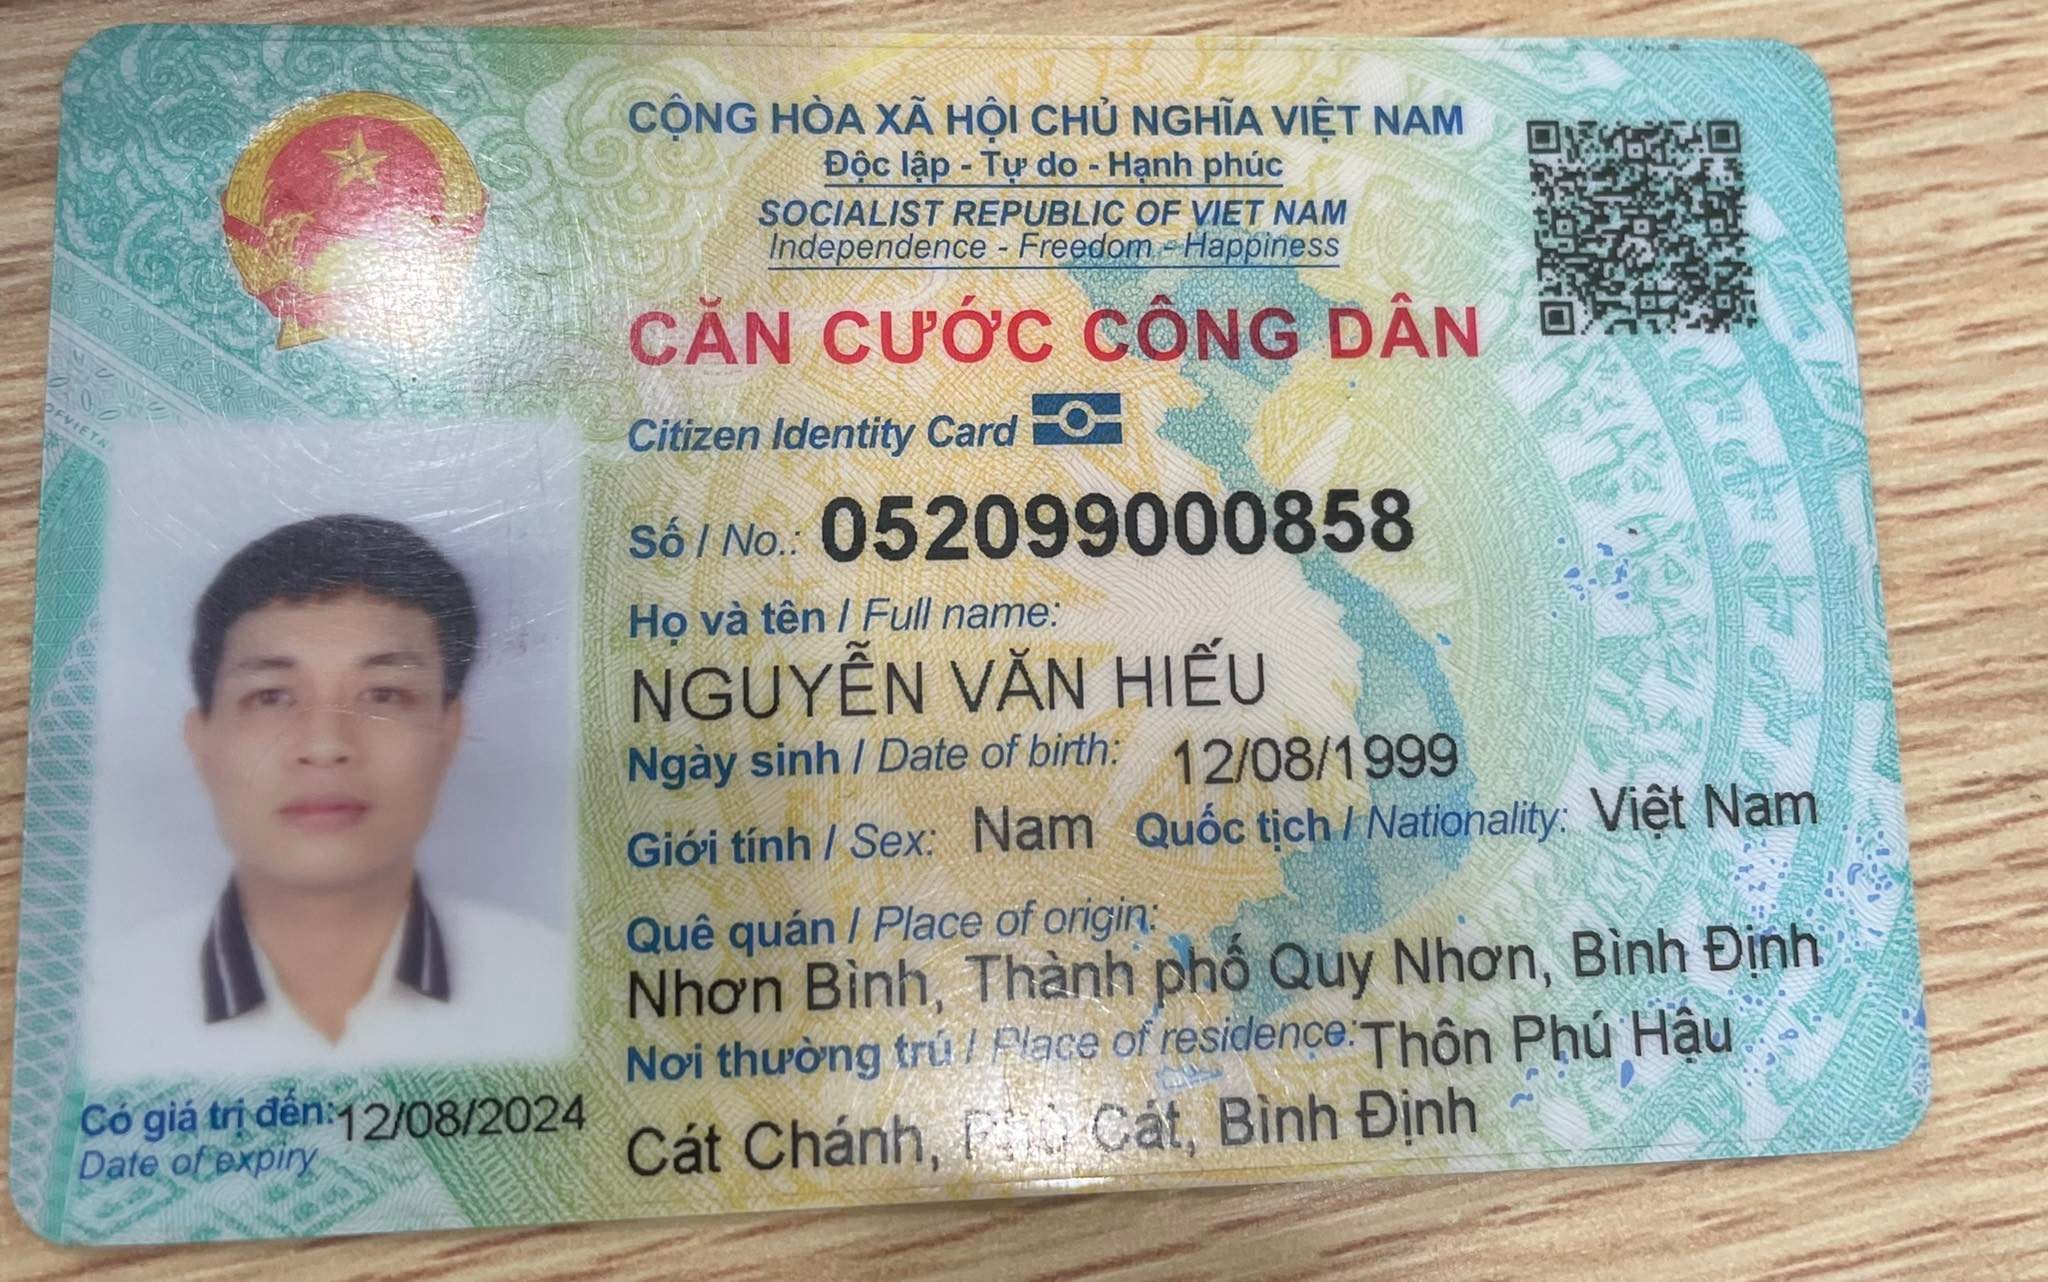 CỘNG HÒA XÃ HỘI CHỦ NGHĨA VIỆT NAM
Độc lập - Tự do - Hạnh phúc
SOCIALIST REPUBLIC OF VIET NAM
Independence - Freedom - Happiness
CĂN CƯỚC CÔNG DÂN
Citizen Identity Card
Số / No.: 052099000858
Họ và tên / Full name:
NGUYỄN VĂN HIẾU
Ngày sinh / Date of birth: 12/08/1999
Giới tính / Sex: Nam Quốc tịch / Nationality: Việt Nam
Quê quán / Place of origin:
Nhơn Bình, Thành phố Quy Nhơn, Bình Định
Nơi thường trú / Place of residence: Thôn Phú Hậu
Cát Chánh, Phù Cát, Bình Định
Có giá trị đến: 12/08/2024
Date of expiry